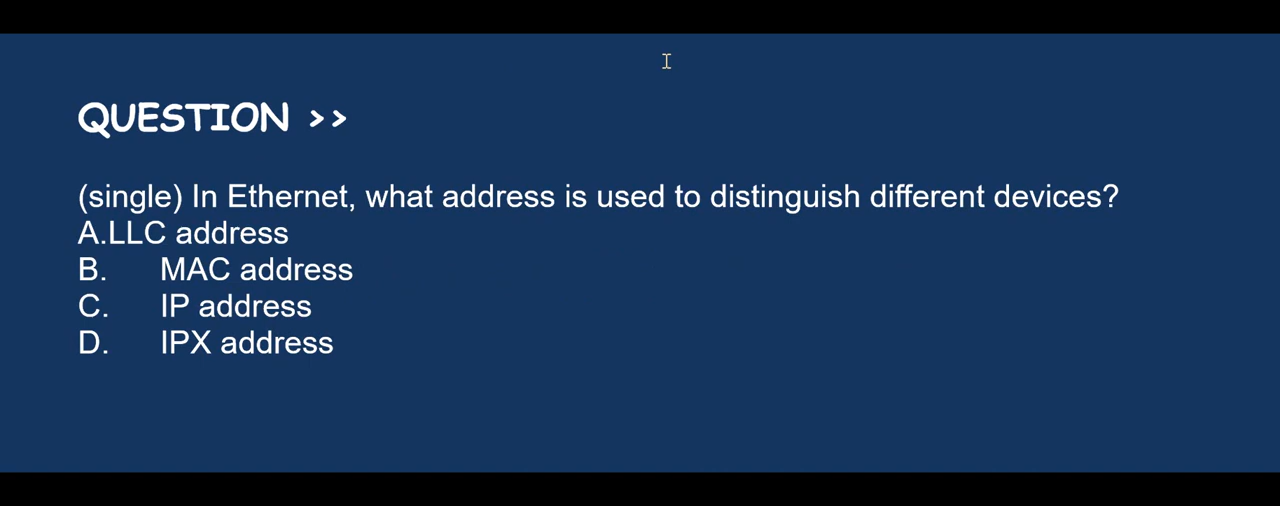 QUESTION >>
(single) In Ethernet, what address is used to distinguish different devices?
A.LLC address
B. MAC address
C. IP address
D. IPX address